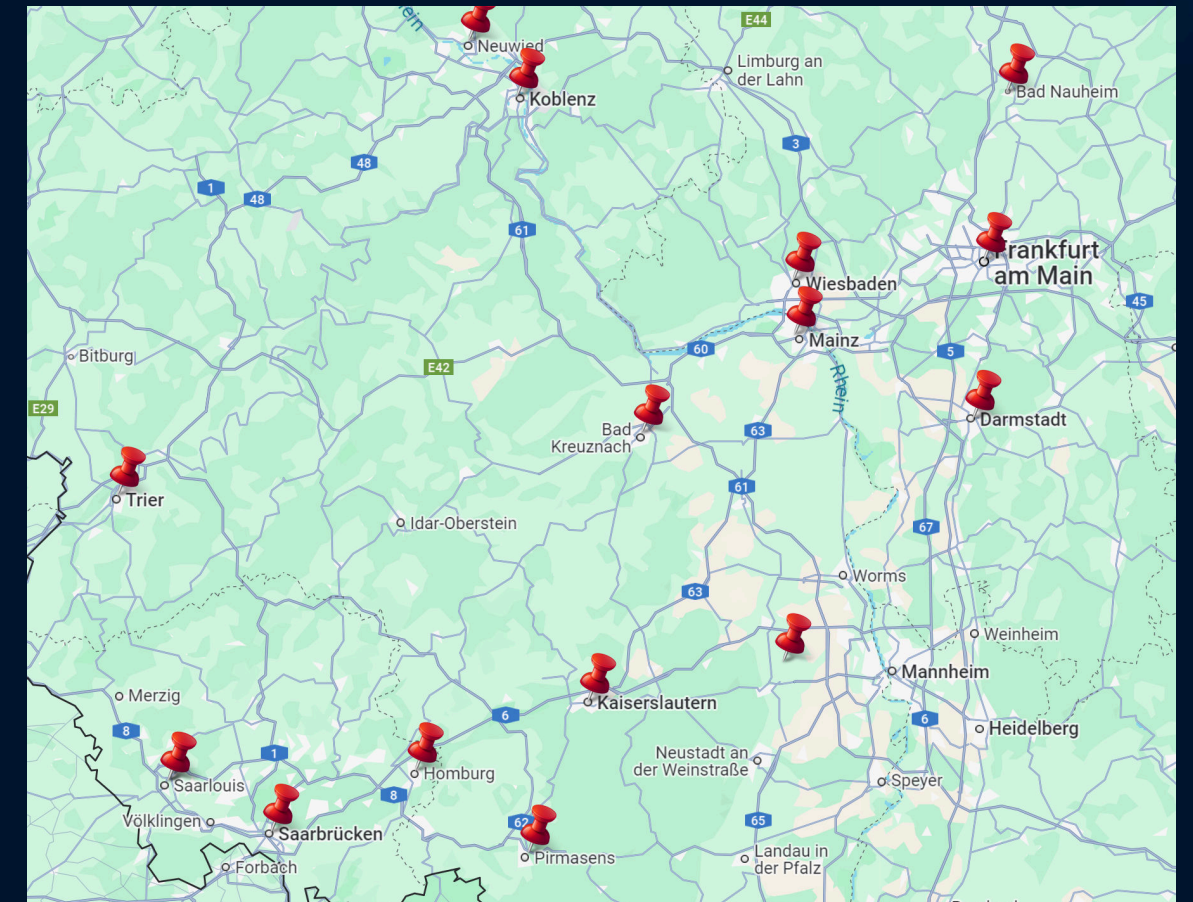 ein
E44
Neuwied
Limburg an
der Lahn
Koblenz
Bad Nauheim
3
48
1
48
61
rankfurt
am Main
Wiesbaden
45
Mainz
60
5
Bitburg
E42
Rhein
E29
Bad
Kreuznach
63
Darmstadt
61
Trier
Idar-Oberstein
67
Worms
63
Weinheim
Mannheim
Merzig
Kaiserslautern
6
6
8
Heidelberg
1
Neustadt an
der Weinstraße
Homburg
Speyer
Saarlouis
8
Völklingen
62
65
Saarbrücken
Landau in
der Pfalz
Pirmasens
Forbach